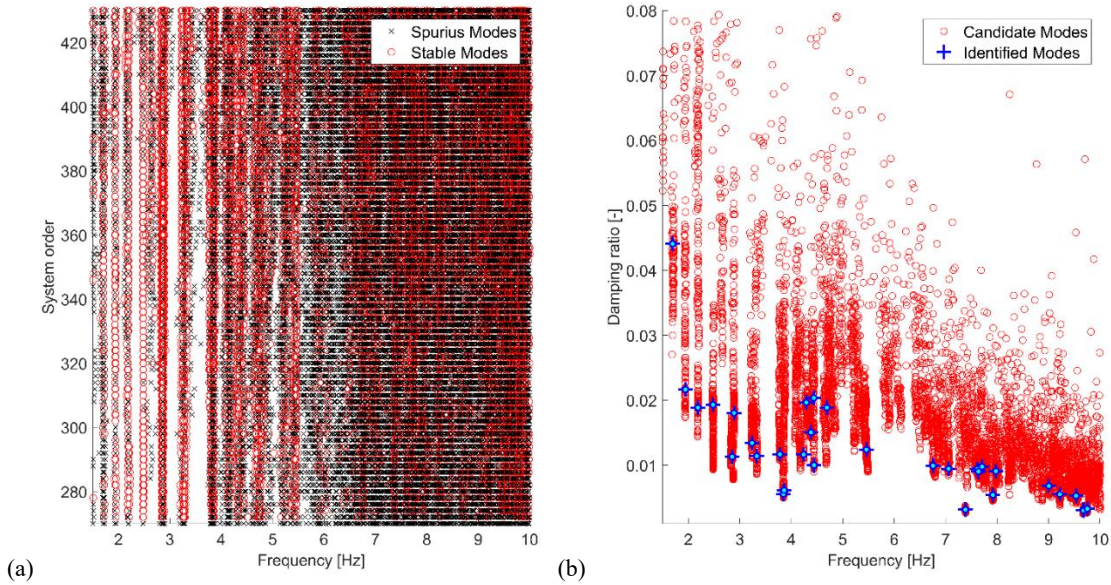 420
400
380
360
340
320
300
280
System order
2 3 4 5 6 7 8 9 10
Frequency [Hz]
Spurius Modes
Stable Modes
(a)
0.08
0.07
0.06
0.05
0.04
0.03
0.02
0.01
Damping ratio [-]
2 3 4 5 6 7 8 9 10
Frequency [Hz]
Candidate Modes
Identified Modes
(b)